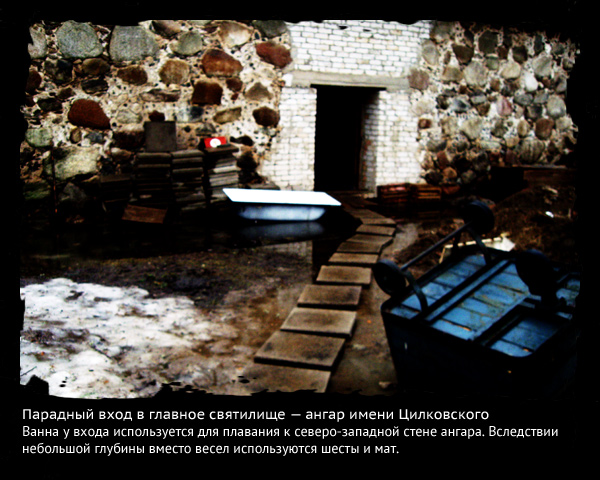 Парадный вход в главное святилище — ангар имени Цилковского
Ванна у входа используется для плавания к северо-западной стене ангара. Вследствии
небольшой глубины вместо весел используются шесты и мат.